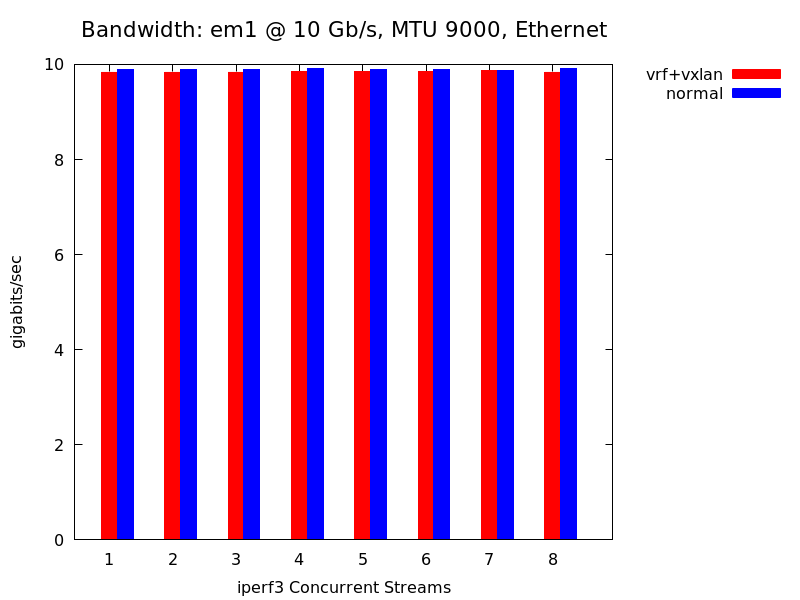 Bandwidth: em1 @ 10 Gb/s, MTU 9000, Ethernet
vrf+vxlan
normal
gigabits/sec
10
8
6
4
2
0
1 2 3 4 5 6 7 8
iperf3 Concurrent Streams